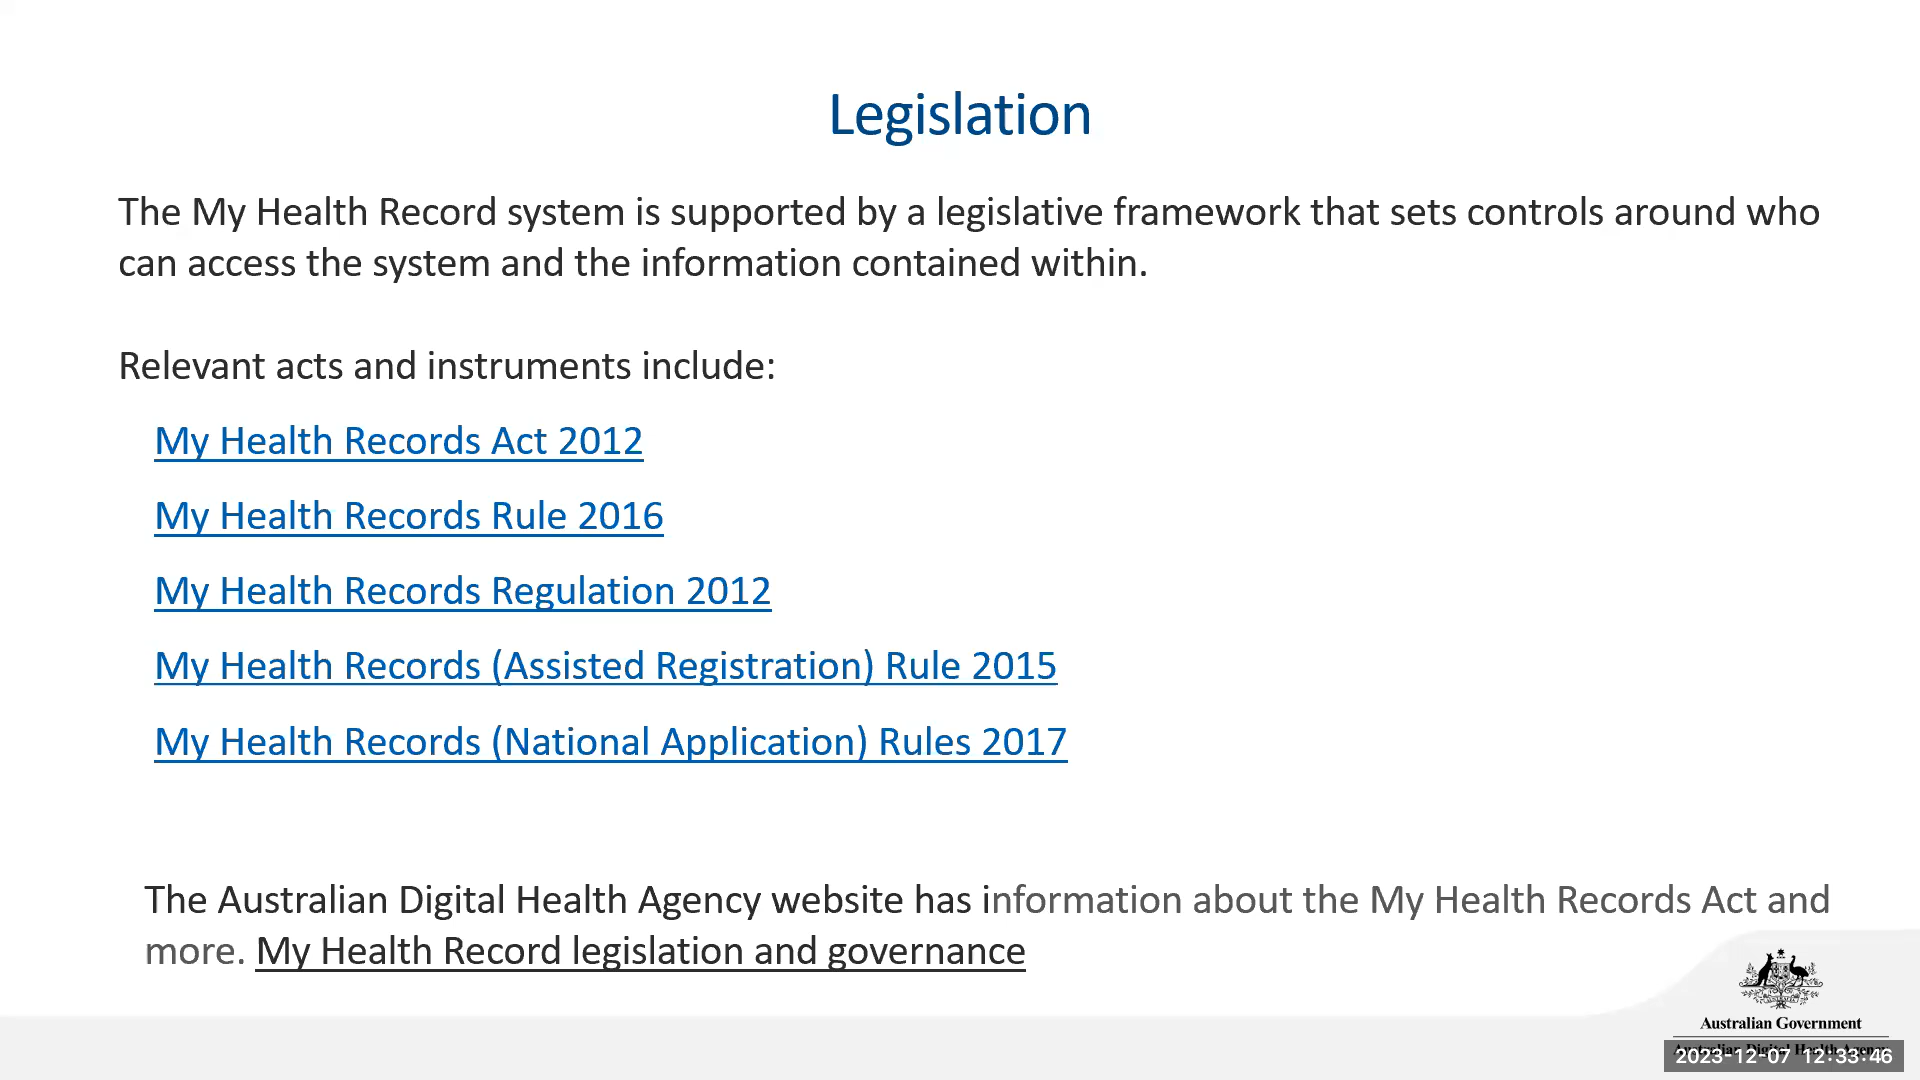 Legislation
The My Health Record system is supported by a legislative framework that sets controls around who
can access the system and the information contained within.
Relevant acts and instruments include:
My Health Records Act 2012
My Health Records Rule 2016
My Health Records Regulation 2012
My Health Records (Assisted Registration) Rule 2015
My Health Records (National Application) Rules 2017
The Australian Digital Health Agency website has information about the My Health Records Act and
more. My Health Record legislation and governance
Australian Government
Australian Digital Health Agency
2023-12-07 12:33:46